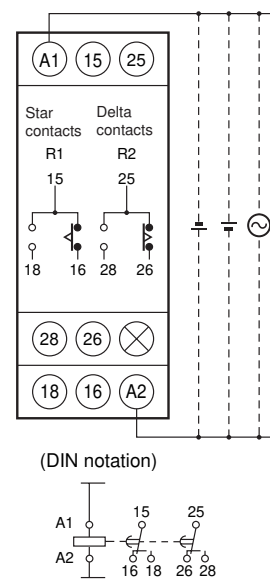 A1 15 25
Star contacts Delta contacts
R1 R2
15 25
18 16 28 26
28 26
18 16 A2
(DIN notation)
A1 15 25
A2
16 18 26 28